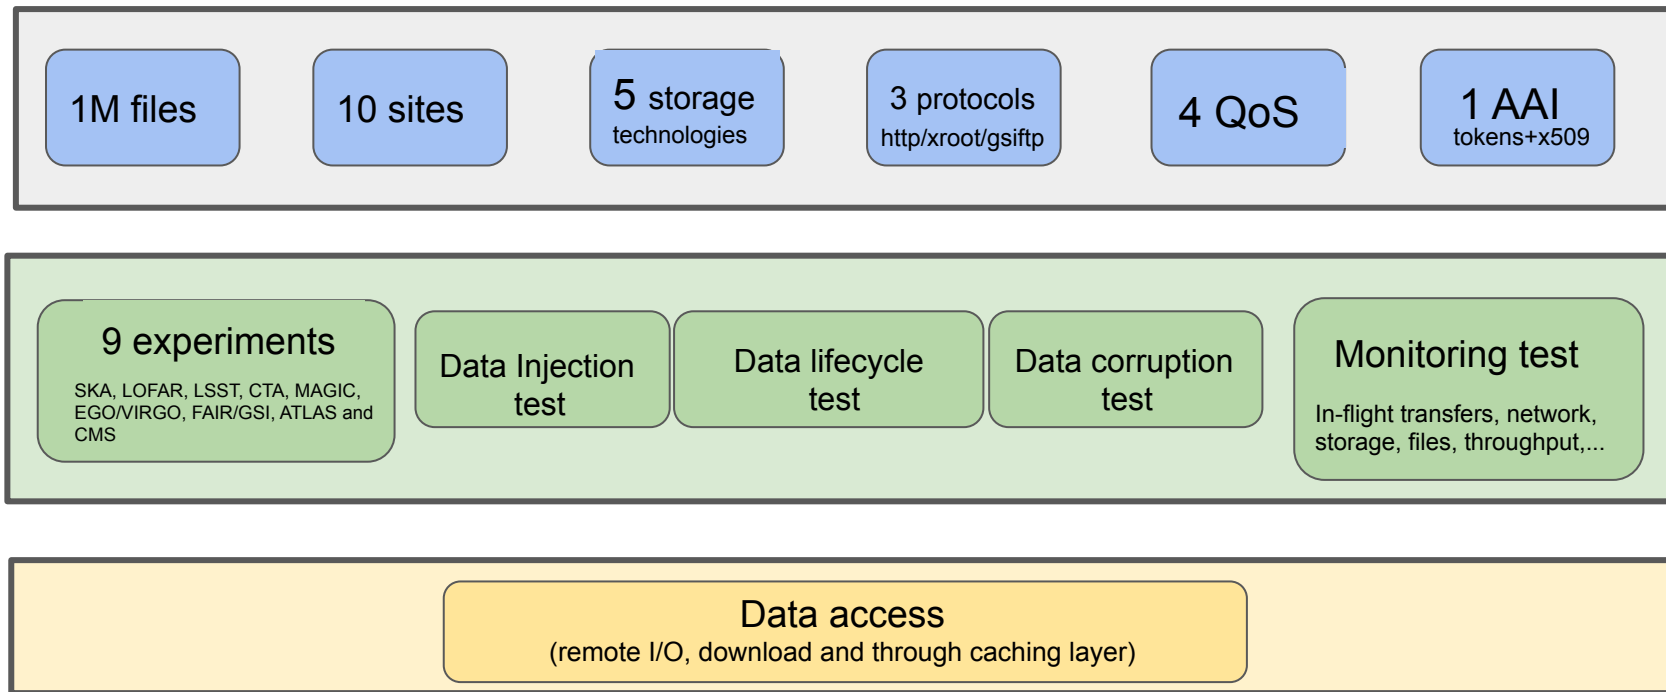 1M files
10 sites
5 storage
technologies
3 protocols
http/xroot/gsiftp
4 QoS
1 AAI
tokens+x509
9 experiments
SKA, LOFAR, LSST, CTA, MAGIC,
EGO/VIRGO, FAIR/GSI, ATLAS and
CMS
Data Injection
test
Data lifecycle
test
Data corruption
test
Monitoring test
In-flight transfers, network,
storage, files, throughput,...
Data access
(remote I/O, download and through caching layer)